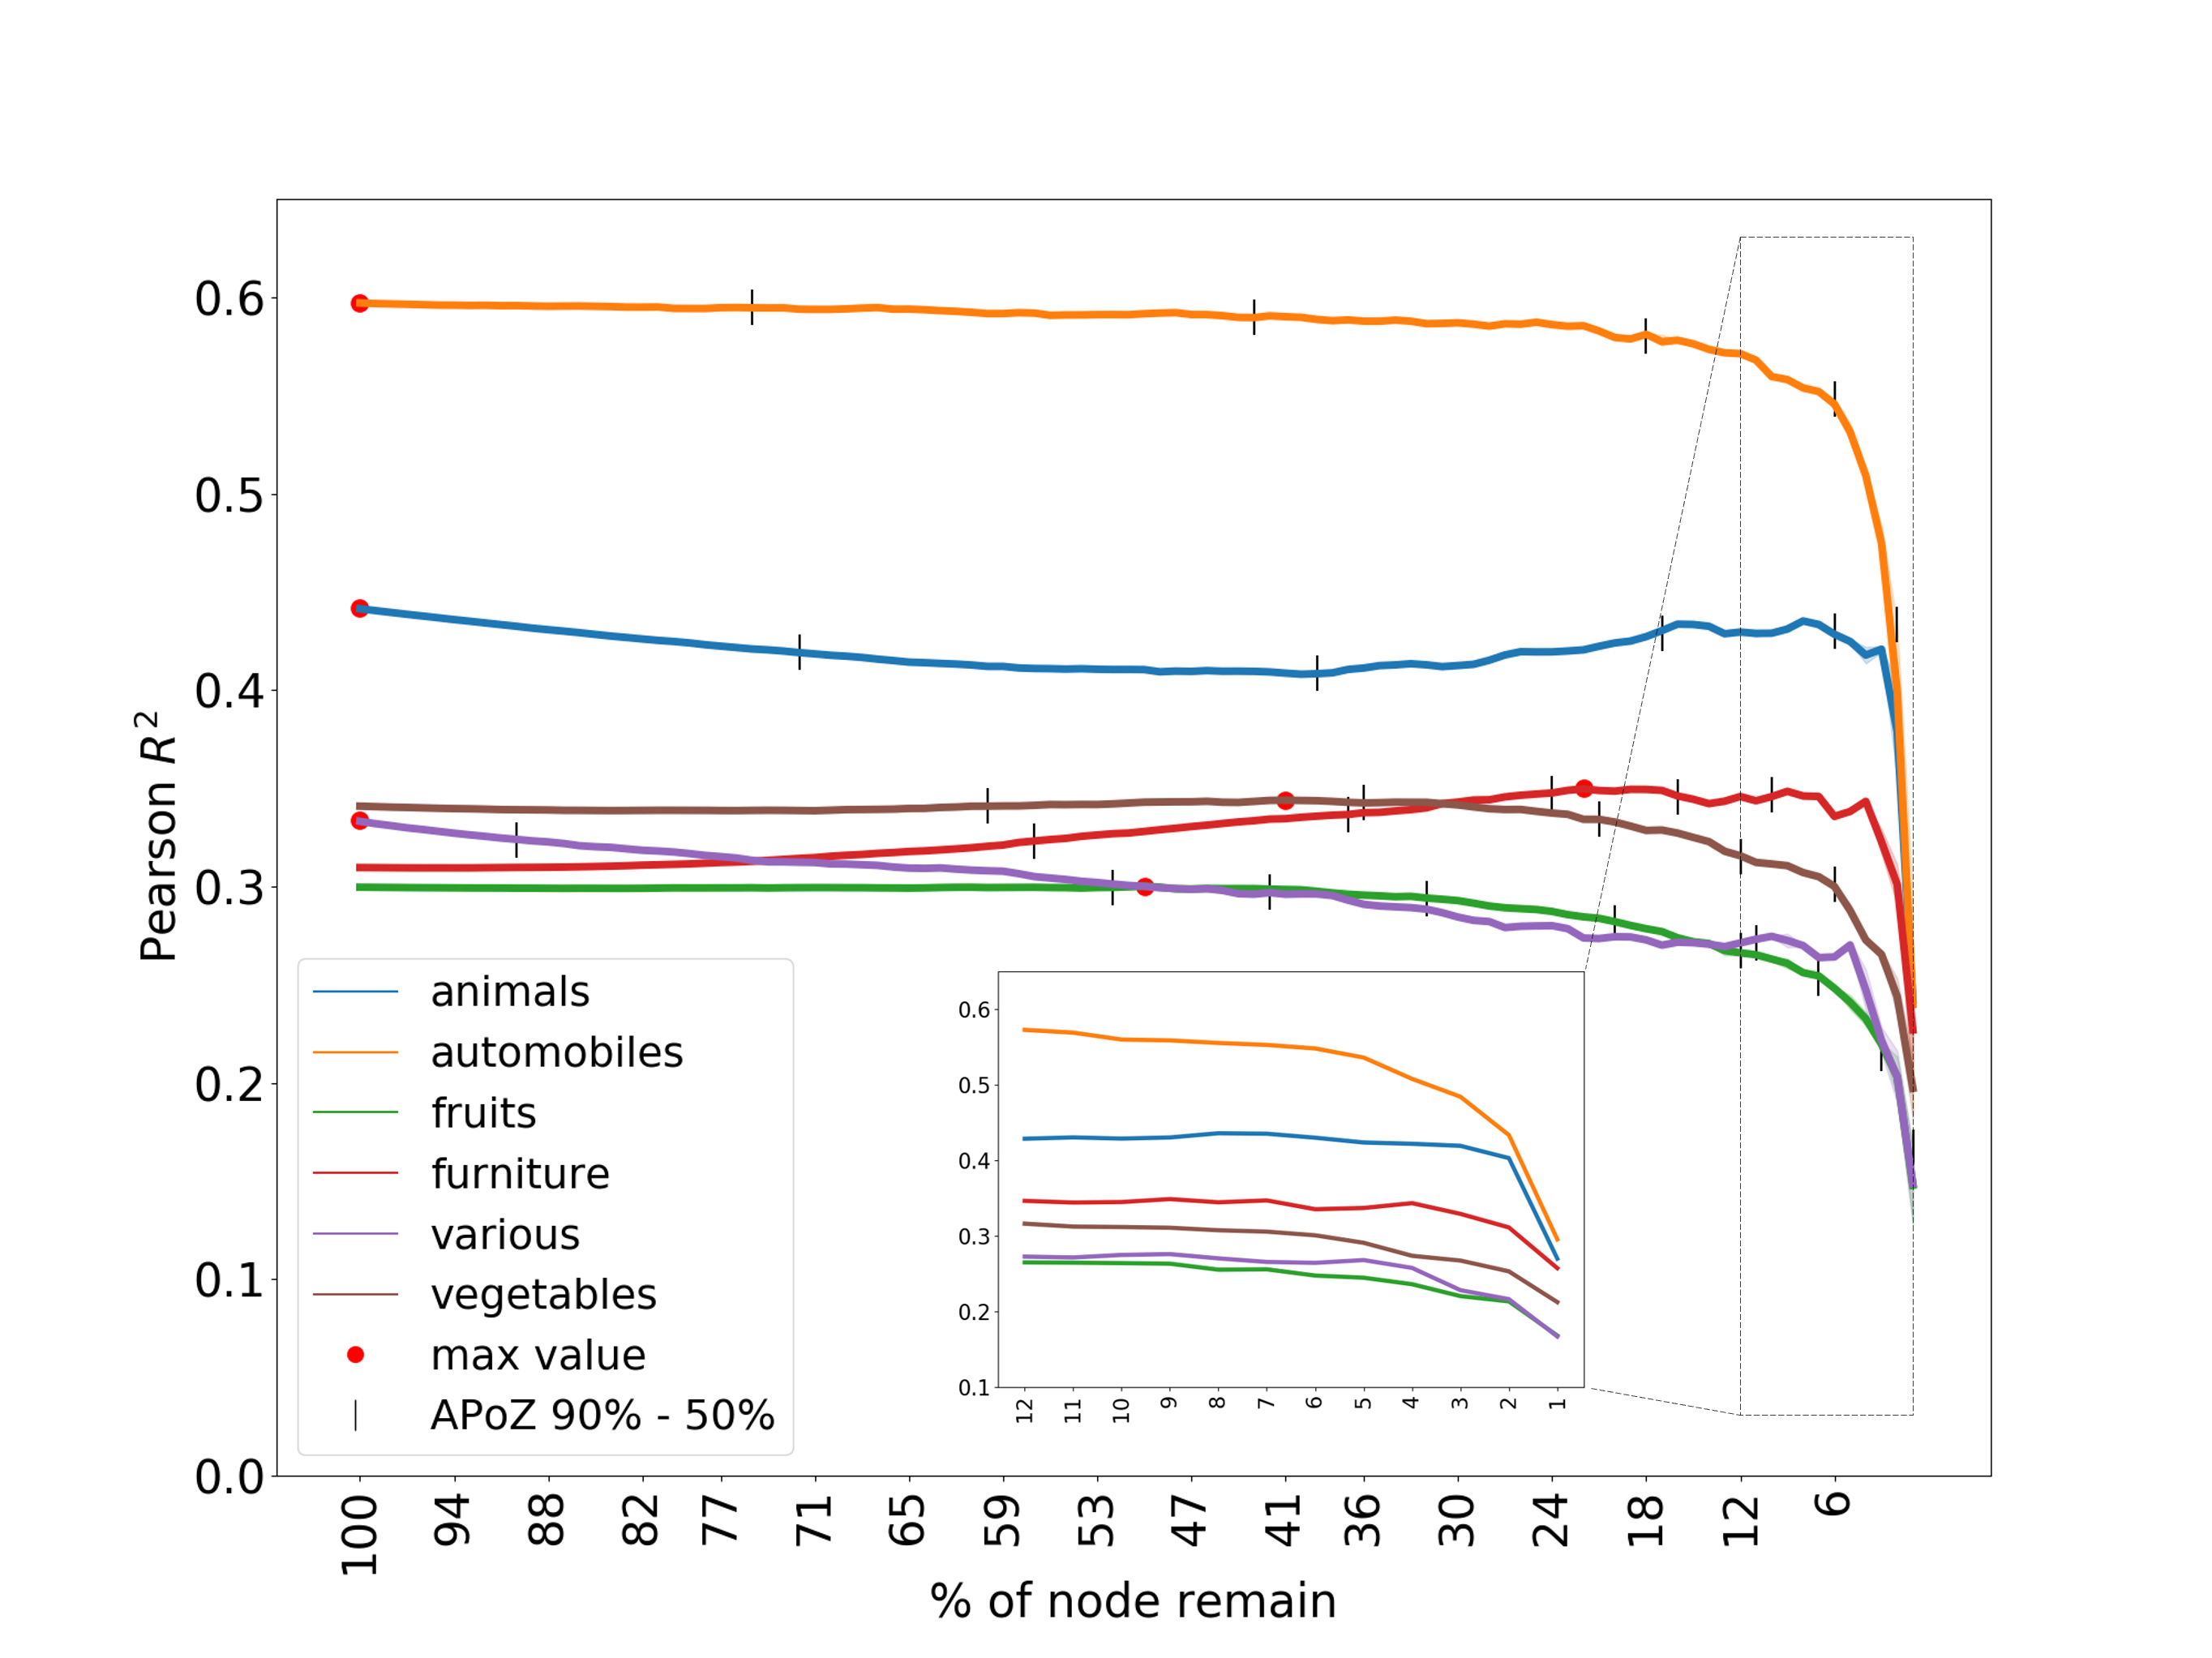 Pearson R²
0.6
0.5
0.4
0.3
0.2
0.1
0.0
animals
automobiles
fruits
furniture
various
vegetables
max value
APoZ 90% - 50%
0.6
0.5
0.4
0.3
0.2
0.1
12 11 10 9 8 7 6 5 4 3 2 1
100 94 88 82 77 71 65 59 53 47 41 36 30 24 18 12 6
% of node remain